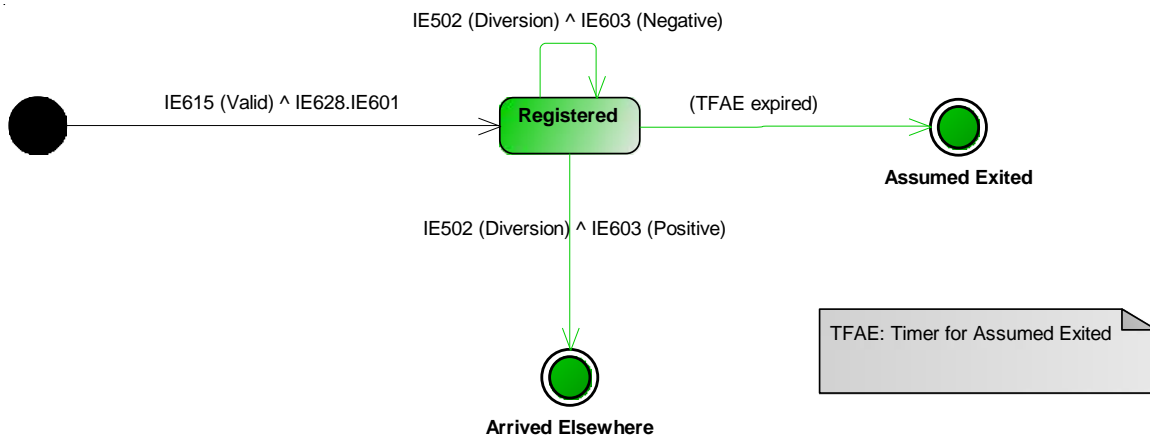 IE502 (Diversion) ^ IE603 (Negative)
IE615 (Valid) ^ IE628.IE601
Registered
(TFAE expired)
Assumed Exited
IE502 (Diversion) ^ IE603 (Positive)
TFAE: Timer for Assumed Exited
Arrived Elsewhere